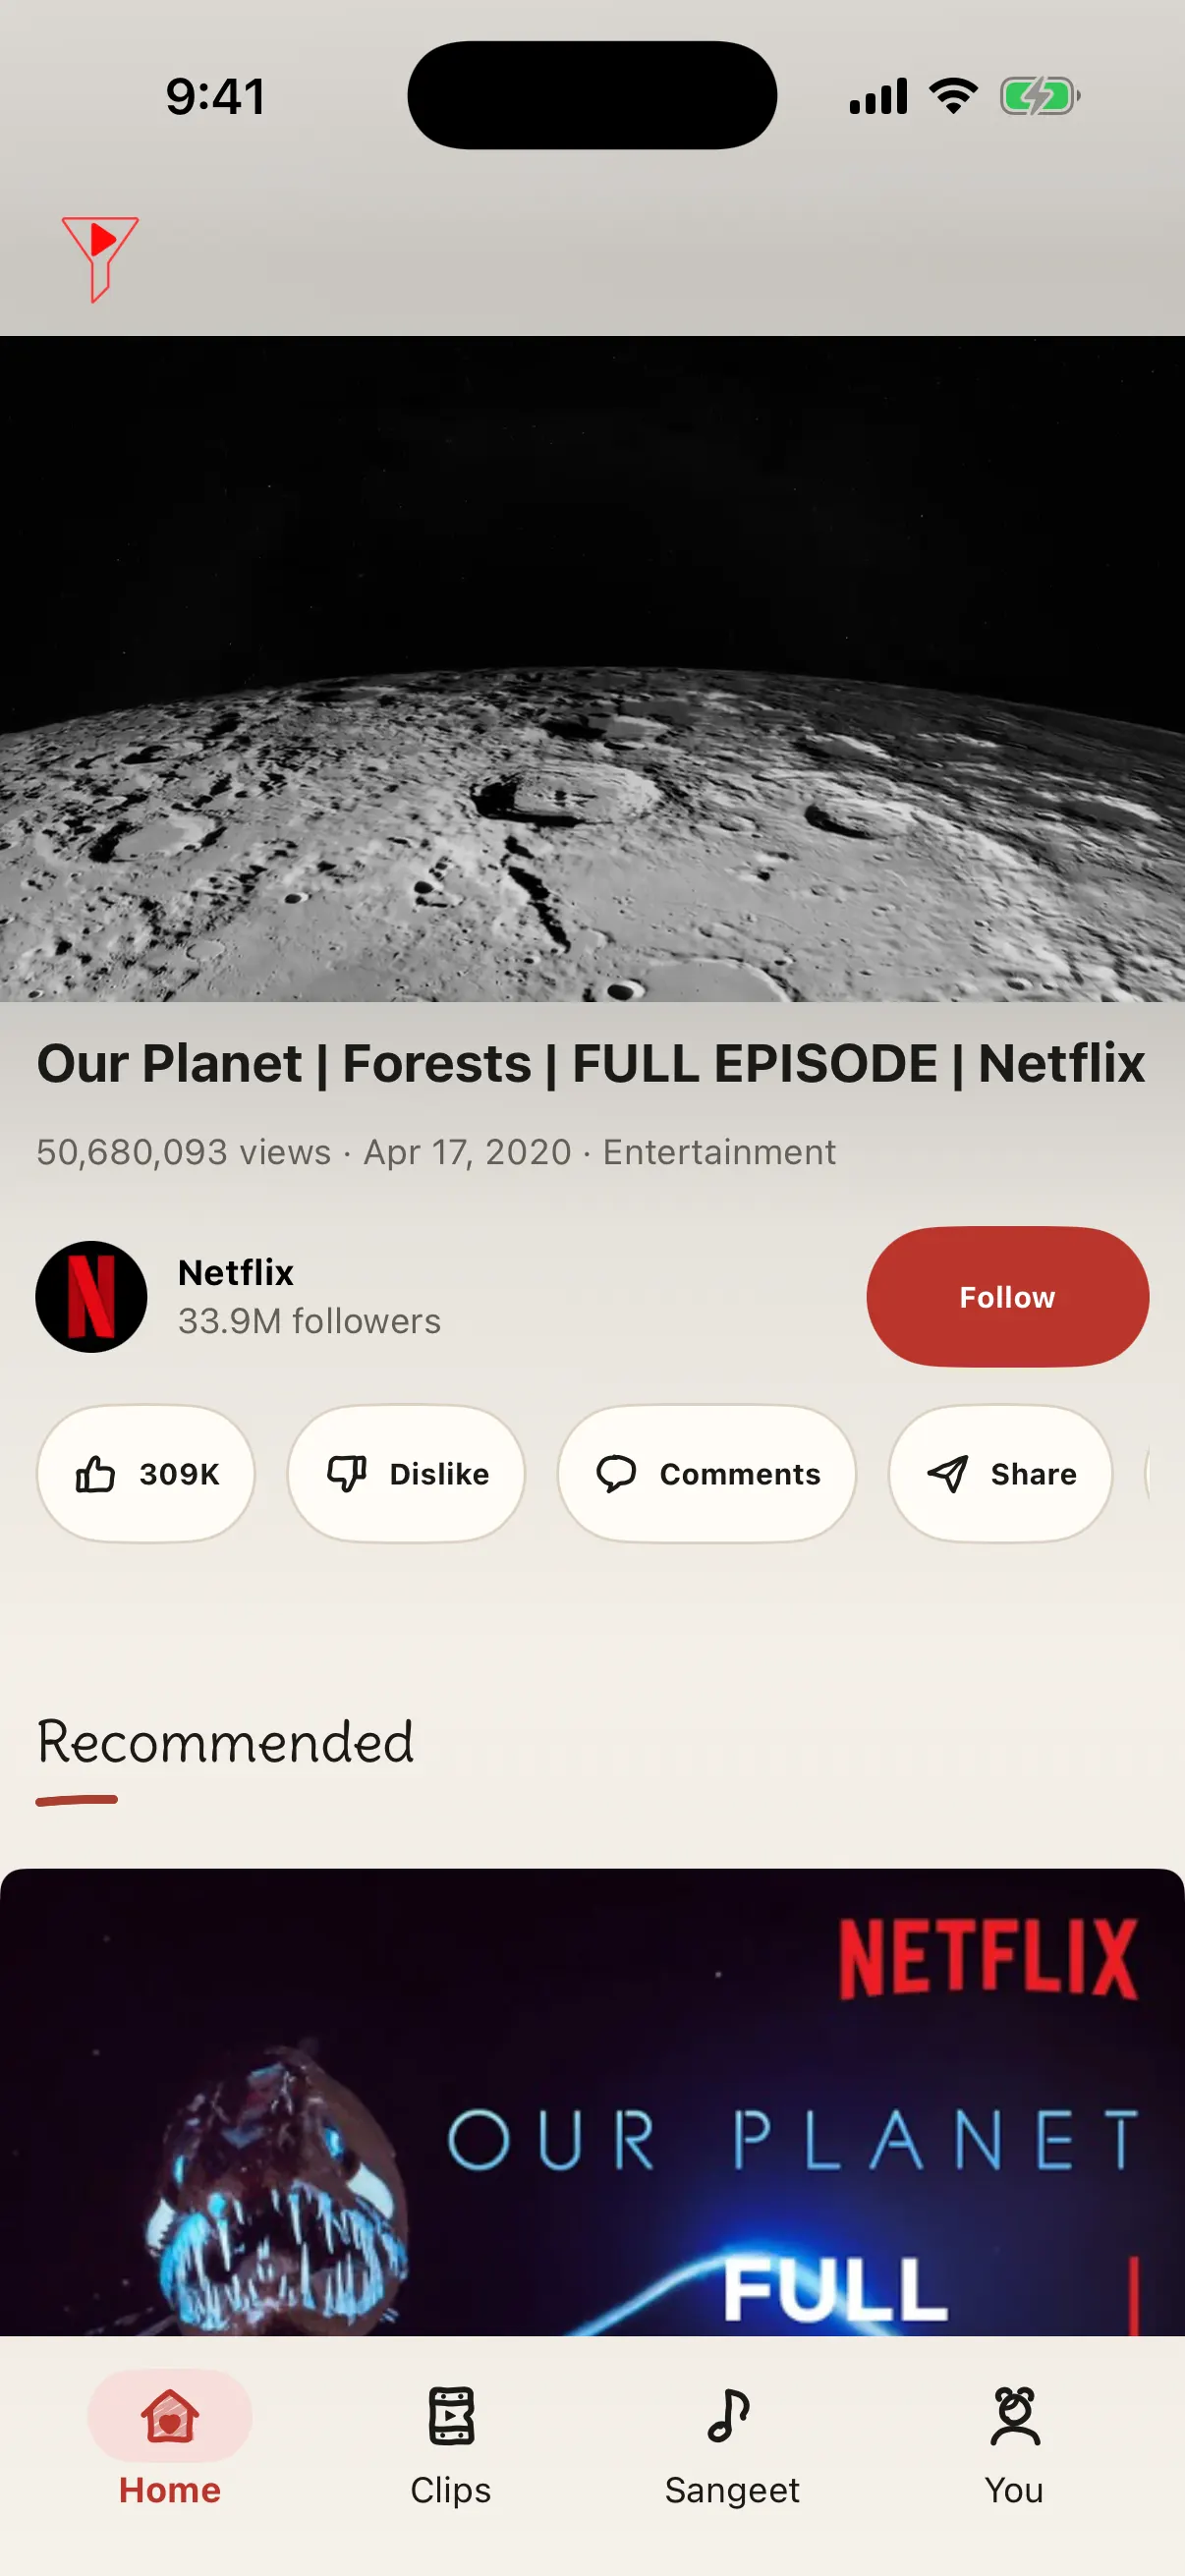 9:41
Our Planet | Forests | FULL EPISODE | Netflix
50,680,093 views · Apr 17, 2020 · Entertainment
Netflix
33.9M followers
Follow
309K
Dislike
Comments
Share
Recommended
NETFLIX
OUR PLANET
FULL
Home
Clips
Sangeet
You